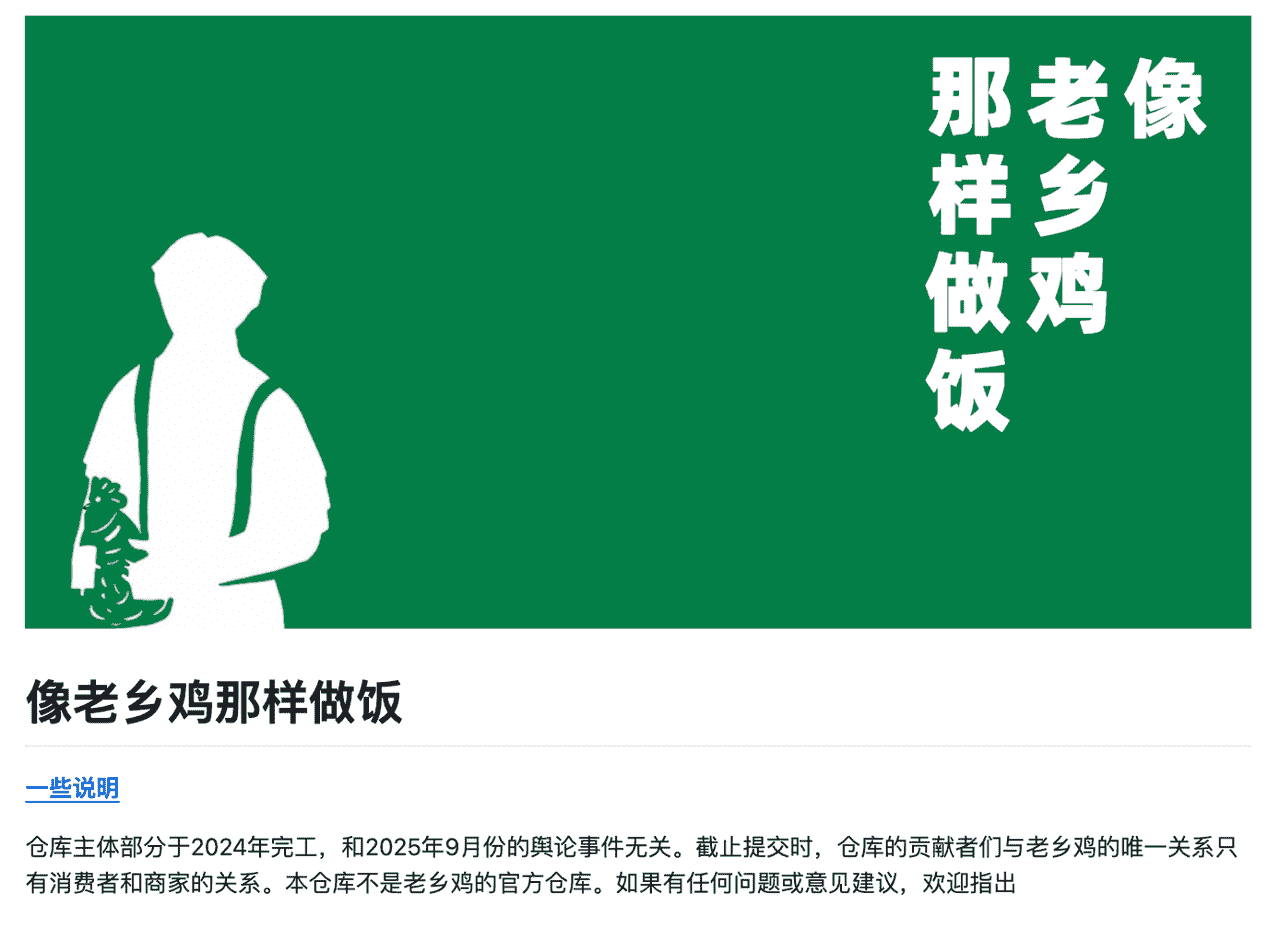 像
老乡鸡
那样做饭
像老乡鸡那样做饭
一些说明
仓库主体部分于2024年完工，和2025年9月份的舆论事件无关。截止提交时，仓库的贡献者们与老乡鸡的唯一关系只
有消费者和商家的关系。本仓库不是老乡鸡的官方仓库。如果有任何问题或意见建议，欢迎指出